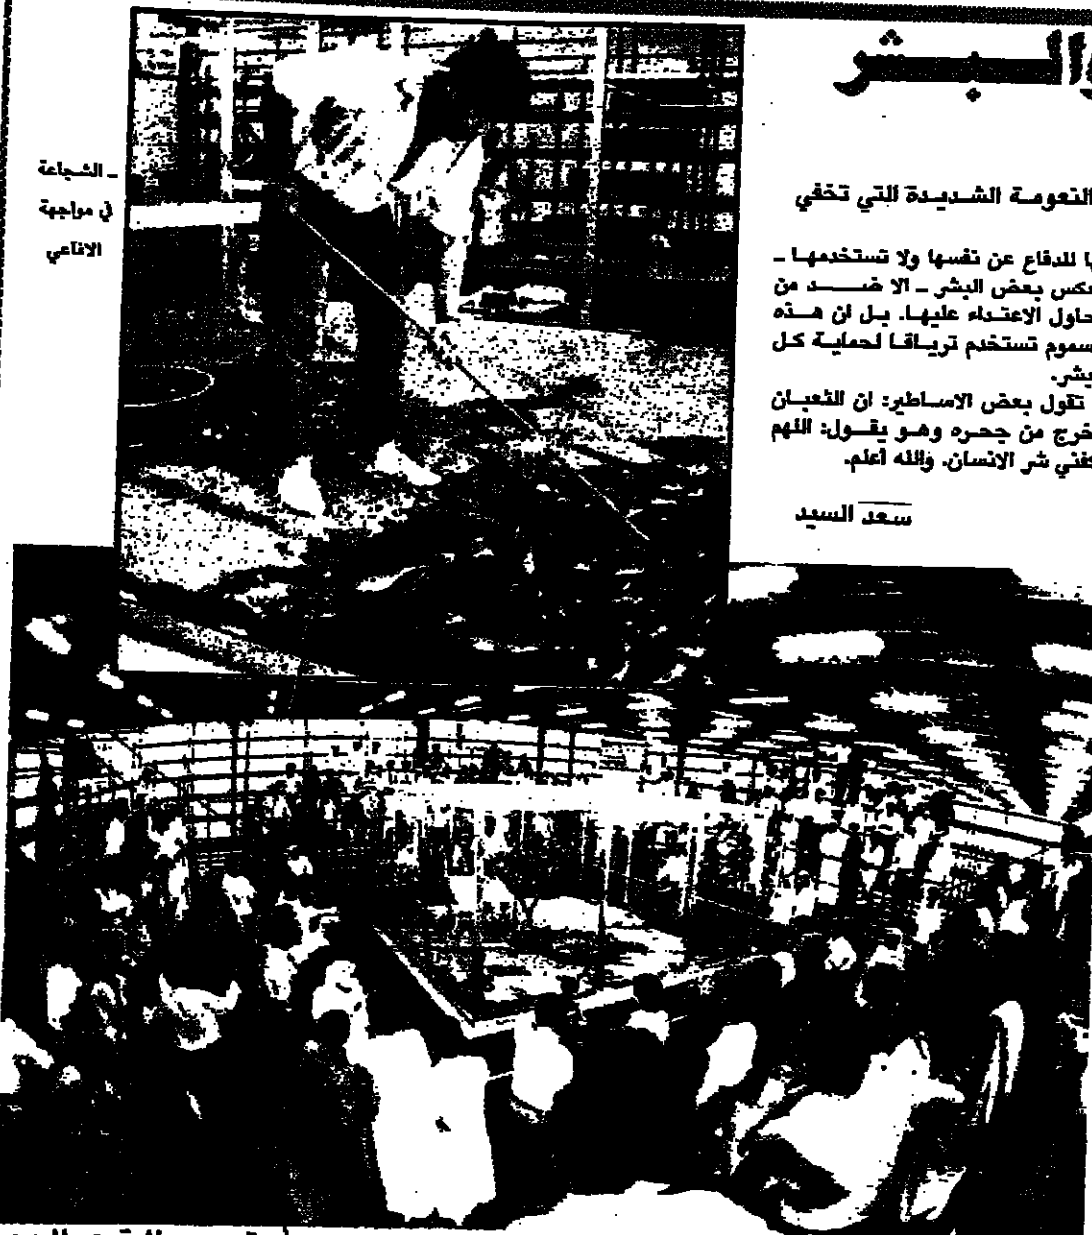 والبشر
النعومة الشديدة التي تخفي
ا للدفاع عن نفسها ولا تستخدمها ـ
عكس بعض البشر ـ الا ضد من
حاول الاعتداء عليها. بل ان هذه
سموم تستخدم ترياقا لحماية كل
بشر.
تقول بعض الاساطير: ان الثعبان
خرج من جحره وهو يقول: اللهم
كفني شر الانسان. والله أعلم.
سعد السيد
ـ الشجاعة
في مواجهة
الافاعي